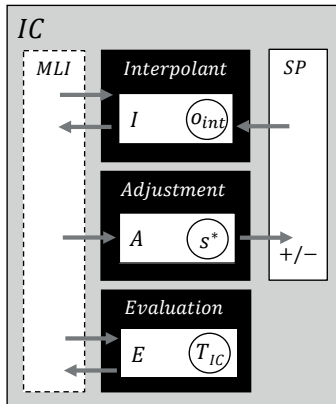 IC
MLI
Interpolant
SP
I
o_int
Adjustment
A
s*
+/−
Evaluation
E
T_IC